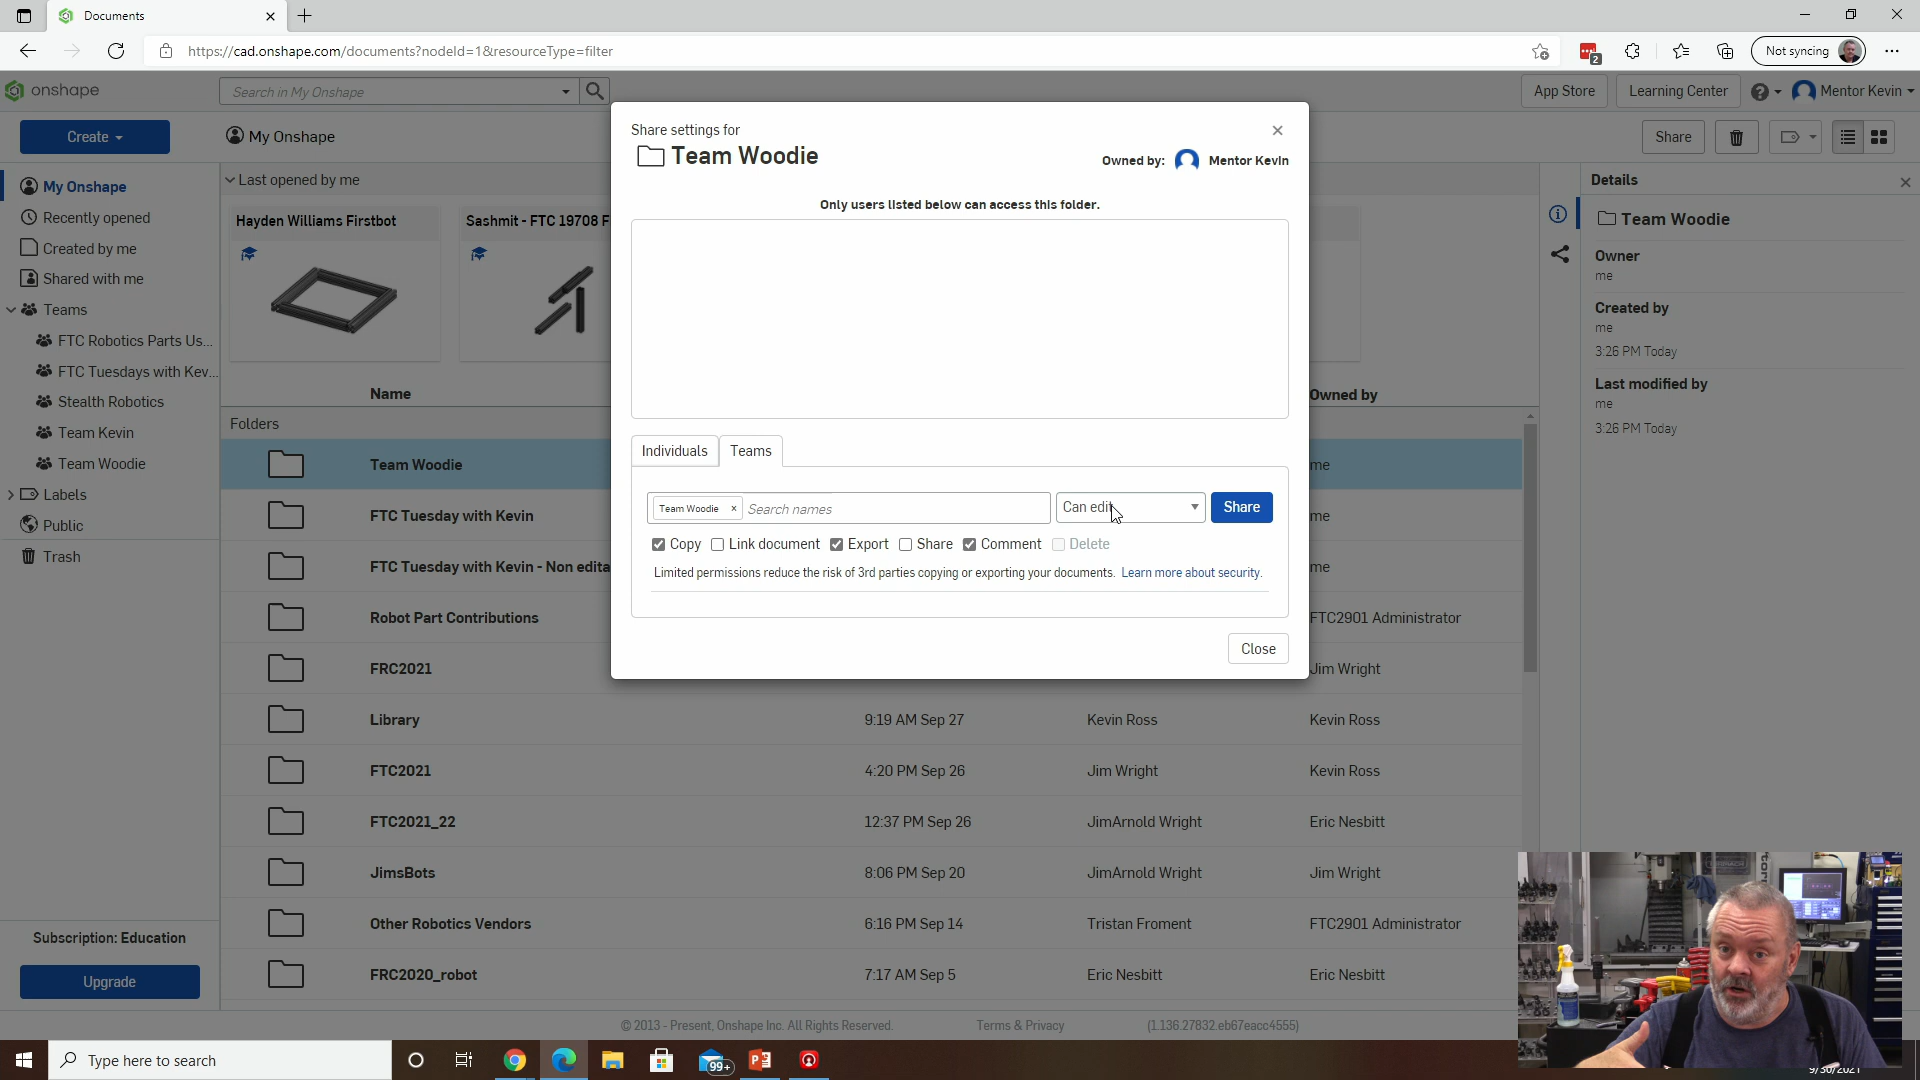 Documents
https://cad.onshape.com/documents?nodeId=1&resourceType=filter
2
Not syncing
onshape
Search in My Onshape
App Store
Learning Center
Mentor Kevin
Create
My Onshape
Share
My Onshape
Recently opened
Created by me
Shared with me
Teams
FTC Robotics Parts Us...
FTC Tuesdays with Kev...
Stealth Robotics
Team Kevin
Team Woodie
Labels
Public
Trash
Subscription: Education
Upgrade
Last opened by me
Hayden Williams Firstbot
Sashmit - FTC 19708 F
Name
Owned by
Folders
Team Woodie
me
FTC Tuesday with Kevin
me
FTC Tuesday with Kevin - Non edita
me
Robot Part Contributions
FTC2901 Administrator
FRC2021
Jim Wright
Library 9:19 AM Sep 27 Kevin Ross Kevin Ross
FTC2021 4:20 PM Sep 26 Jim Wright Kevin Ross
FTC2021_22 12:37 PM Sep 26 JimArnold Wright Eric Nesbitt
JimsBots 8:06 PM Sep 20 JimArnold Wright Jim Wright
Other Robotics Vendors 6:16 PM Sep 14 Tristan Froment FTC2901 Administrator
FRC2020_robot 7:17 AM Sep 5 Eric Nesbitt Eric Nesbitt
Share settings for
Team Woodie
Owned by: Mentor Kevin
Only users listed below can access this folder.
Individuals
Teams
Team Woodie × Search names
Can edit
Share
Copy Link document Export Share Comment Delete
Limited permissions reduce the risk of 3rd parties copying or exporting your documents. Learn more about security.
Close
Details
Team Woodie
Owner
me
Created by
me
3:26 PM Today
Last modified by
me
3:26 PM Today
© 2013 - Present, Onshape Inc. All Rights Reserved.
Terms & Privacy
(1.136.27832.eb67eacc4555)
Type here to search
99+
9/30/2021